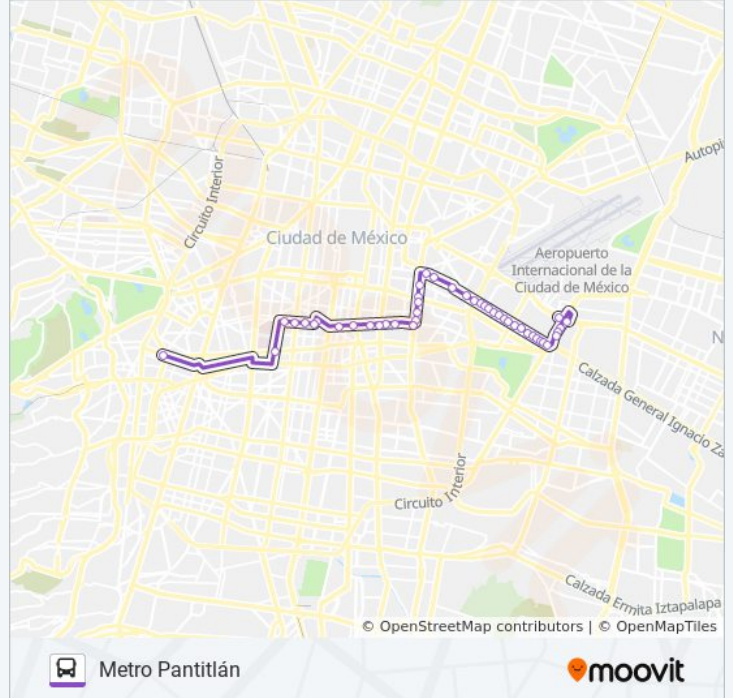 Autopi
Circuito Interior
Ciudad de México
Aeropuerto
Internacional de la
Ciudad de México
N
Calzada General Ignacio Za
Circuito Interior
Calzada Ermita Iztapalapa
© OpenStreetMap contributors | © OpenMapTiles
Metro Pantitlán
moovit